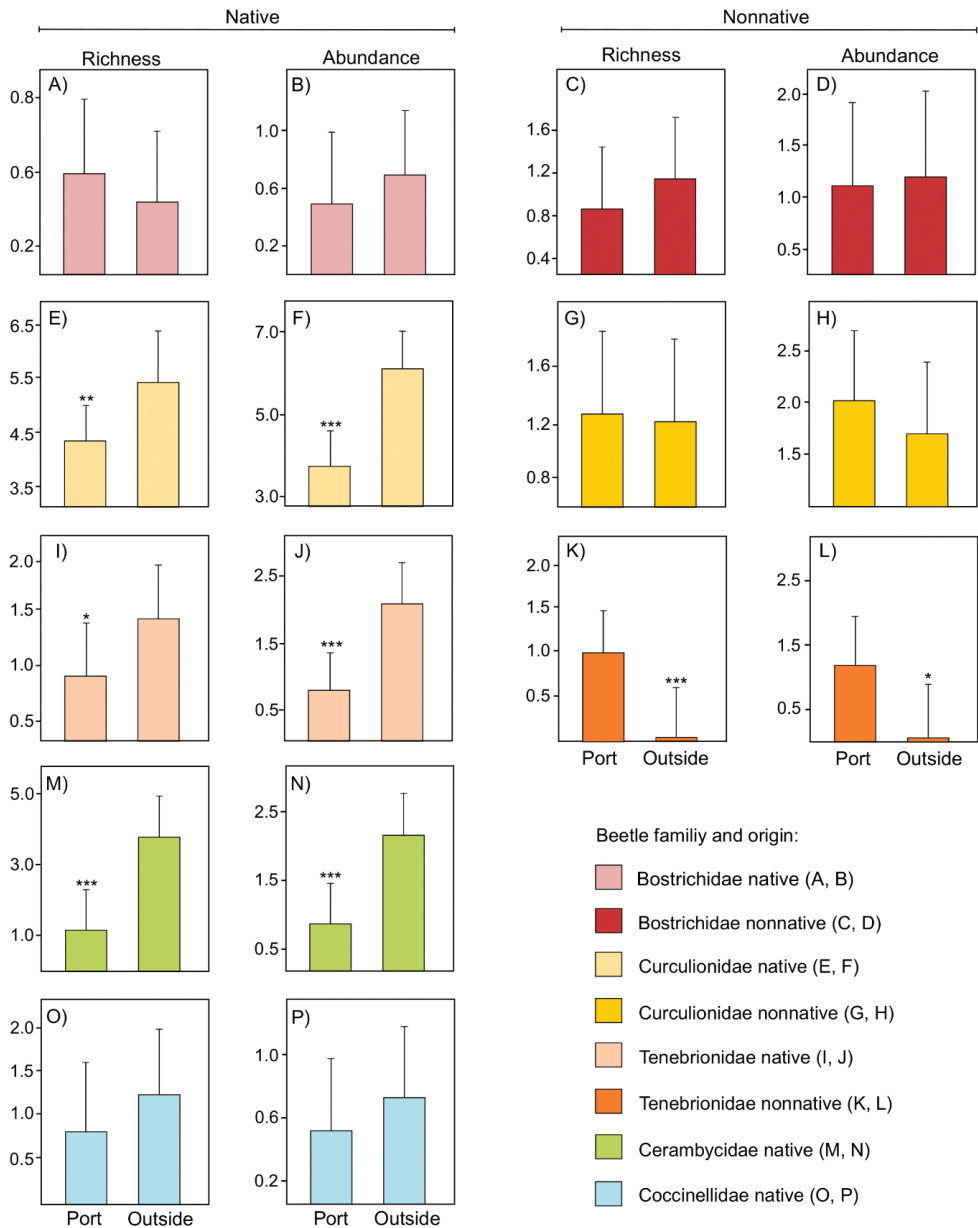 Native
Nonnative
Richness
Abundance
Richness
Abundance
A)
0.8
0.6
0.2
B)
1.0
0.6
0.2
C)
1.6
1.2
0.8
0.4
D)
2.0
1.5
1.0
0.5
E)
6.5
5.5
4.5
3.5
**
F)
7.0
5.0
3.0
***
G)
1.6
1.2
0.8
H)
2.5
2.0
1.5
I)
2.0
1.5
1.0
0.5
*
J)
2.5
1.5
0.5
***
K)
2.0
1.5
1.0
0.5
***
Port Outside
L)
2.5
1.5
0.5
*
Port Outside
M)
5.0
3.0
1.0
***
N)
2.5
1.5
0.5
***
O)
2.0
1.5
1.0
0.5
Port Outside
P)
1.0
0.6
0.2
Port Outside
Beetle familiy and origin:
Bostrichidae native (A, B)
Bostrichidae nonnative (C, D)
Curculionidae native (E, F)
Curculionidae nonnative (G, H)
Tenebrionidae native (I, J)
Tenebrionidae nonnative (K, L)
Cerambycidae native (M, N)
Coccinellidae native (O, P)